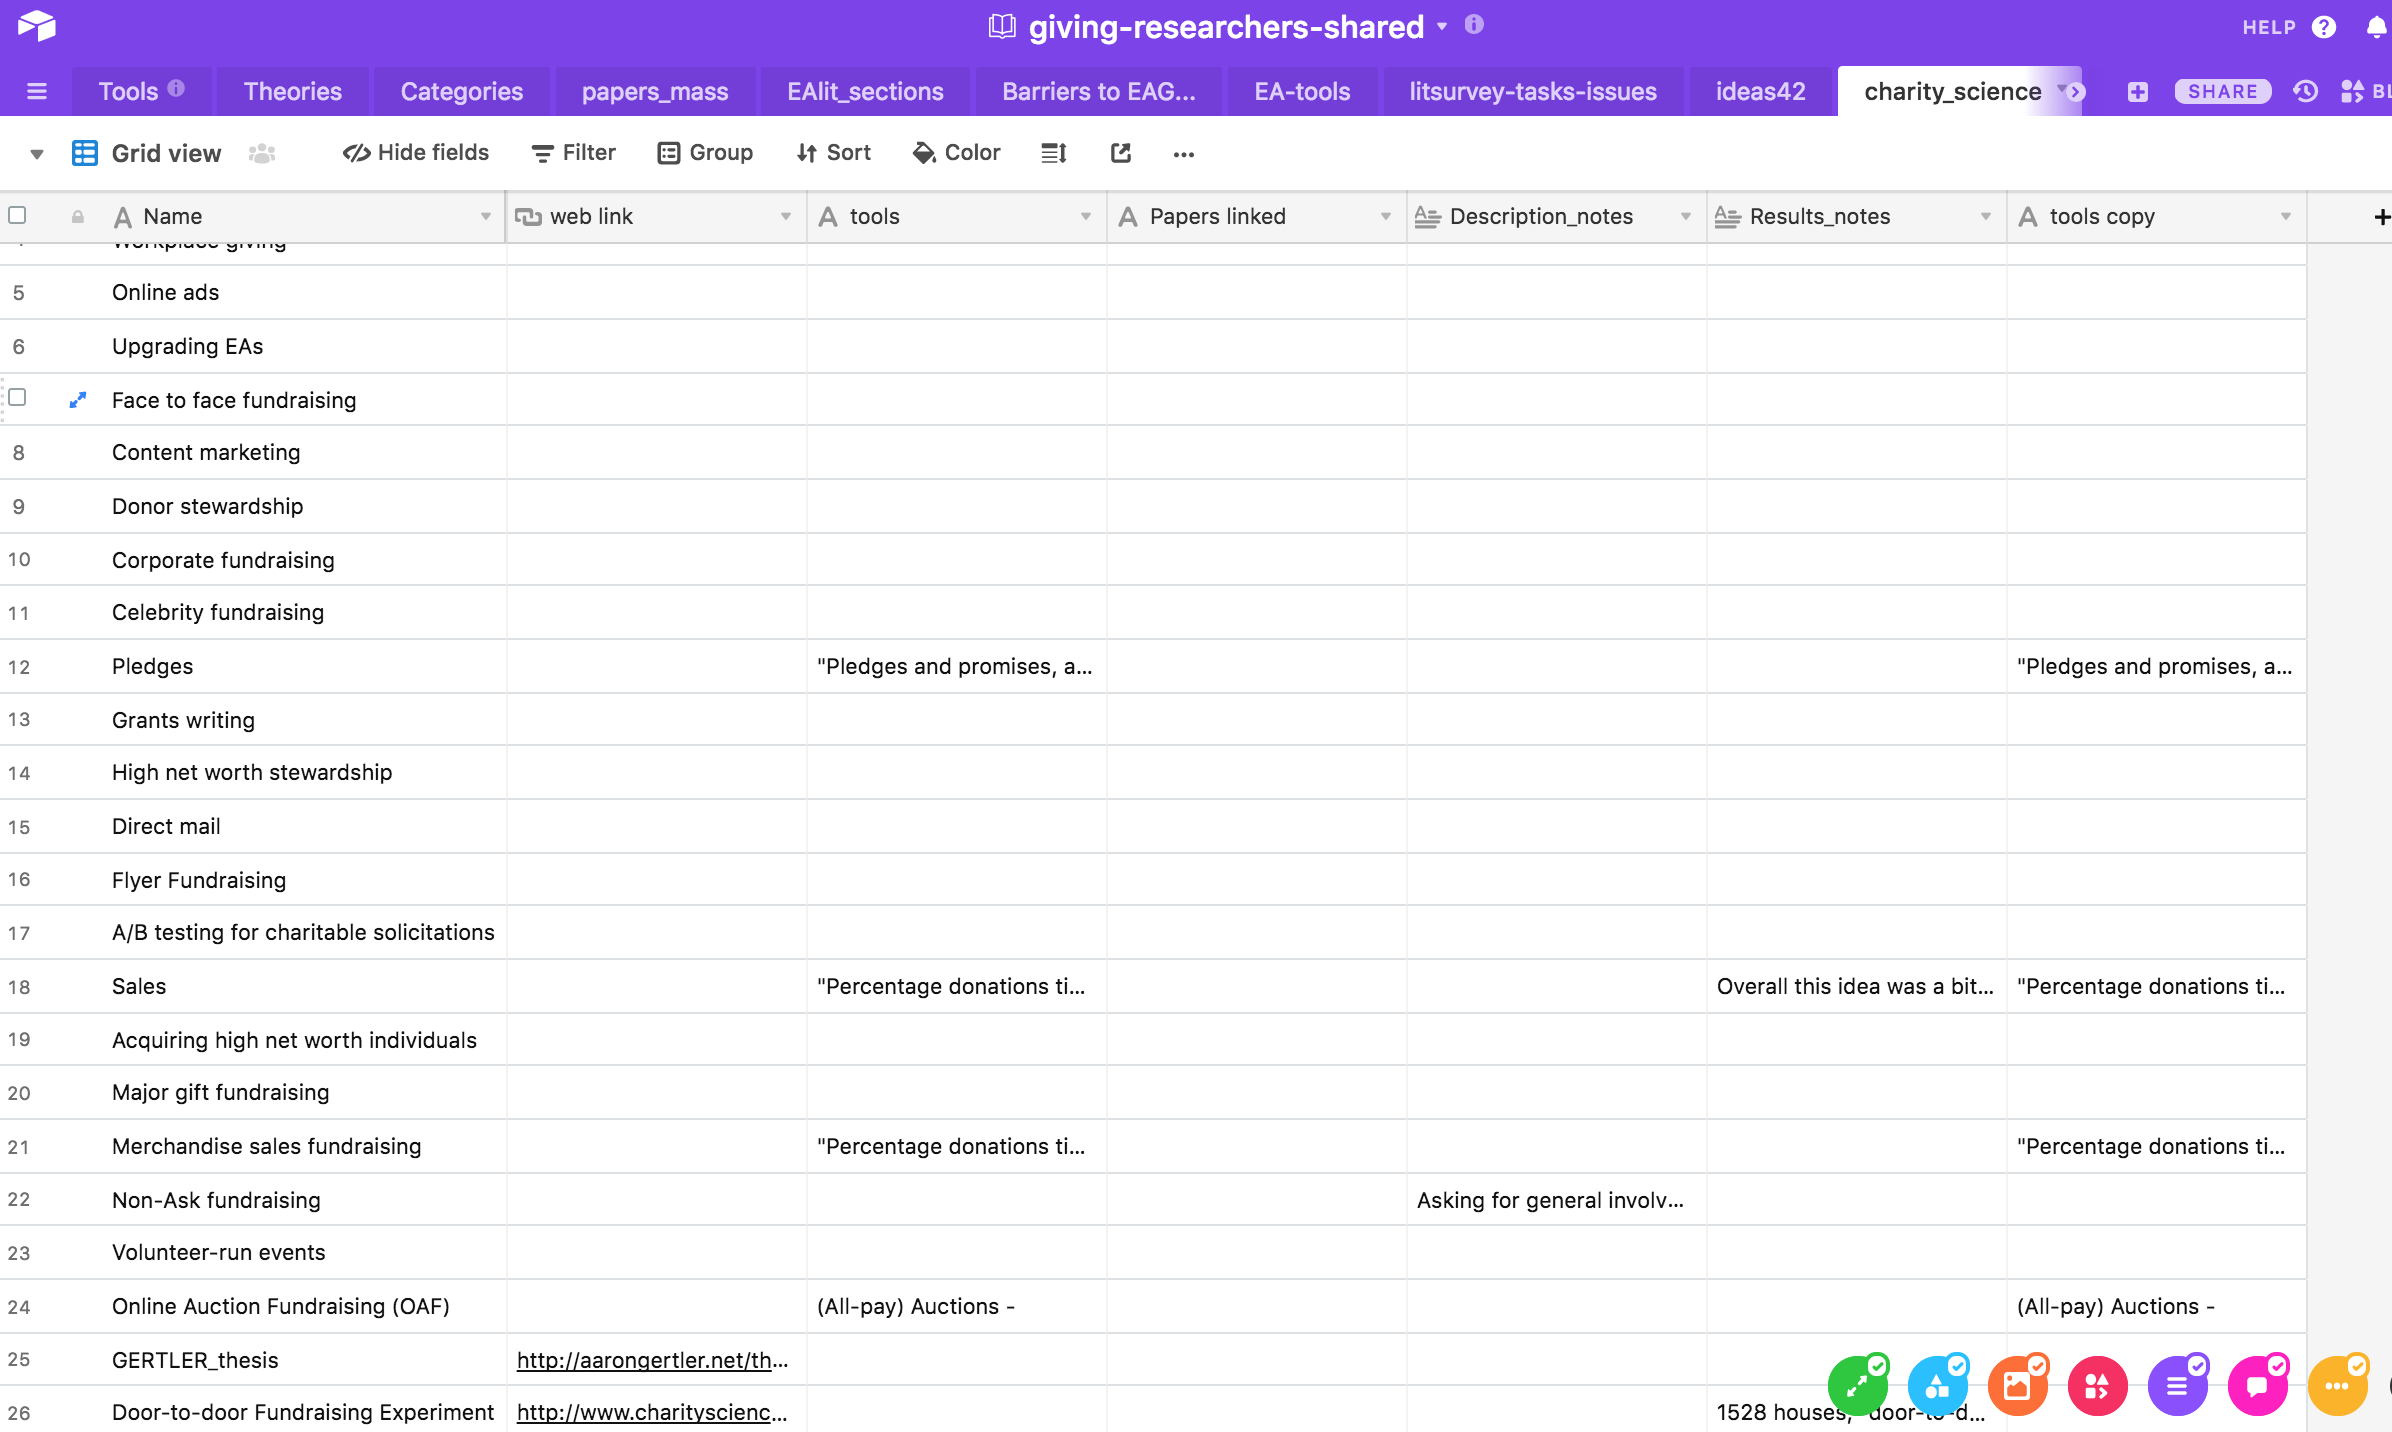 giving-researchers-shared
HELP
Tools
Theories
Categories
papers_mass
EAlit_sections
Barriers to EAG...
EA-tools
litsurvey-tasks-issues
ideas42
charity_science
SHARE
BL
Grid view
Hide fields
Filter
Group
Sort
Color
Name web link tools Papers linked Description_notes Results_notes tools copy
Workplace giving
5 Online ads
6 Upgrading EAs
Face to face fundraising
8 Content marketing
9 Donor stewardship
10 Corporate fundraising
11 Celebrity fundraising
12 Pledges "Pledges and promises, a... "Pledges and promises, a...
13 Grants writing
14 High net worth stewardship
15 Direct mail
16 Flyer Fundraising
17 A/B testing for charitable solicitations
18 Sales "Percentage donations ti... Overall this idea was a bit... "Percentage donations ti...
19 Acquiring high net worth individuals
20 Major gift fundraising
21 Merchandise sales fundraising "Percentage donations ti... "Percentage donations ti...
22 Non-Ask fundraising Asking for general involv...
23 Volunteer-run events
24 Online Auction Fundraising (OAF) (All-pay) Auctions - (All-pay) Auctions -
25 GERTLER_thesis http://aarongertler.net/th...
26 Door-to-door Fundraising Experiment http://www.charityscienc... 1528 houses, door-to-d...